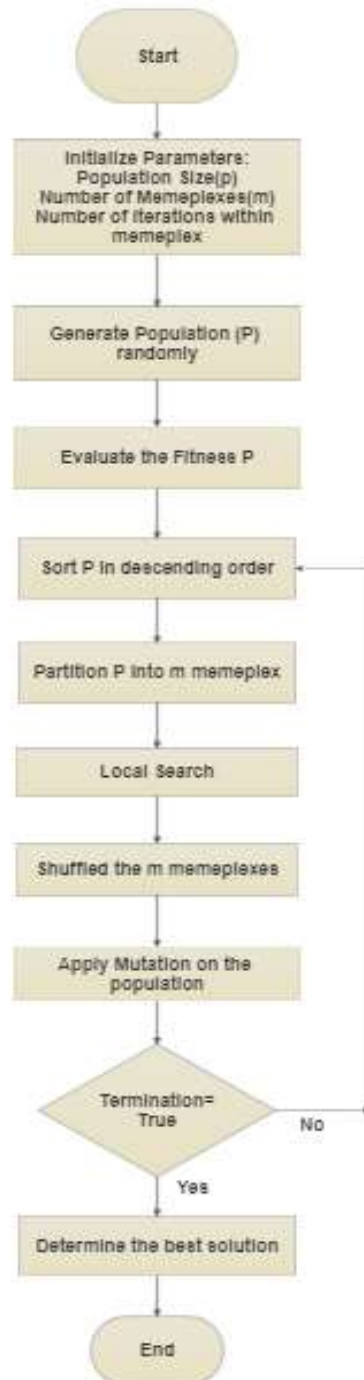 Start
Initialize Parameters:
Population Size(p)
Number of Memeplexes(m)
Number of iterations within
memeplex
Generate Population (P)
randomly
Evaluate the Fitness P
Sort P in descending order
Partition P into m memeplex
Local Search
Shuffled the m memeplexes
Apply Mutation on the
population
Termination=
True
No
Yes
Determine the best solution
End